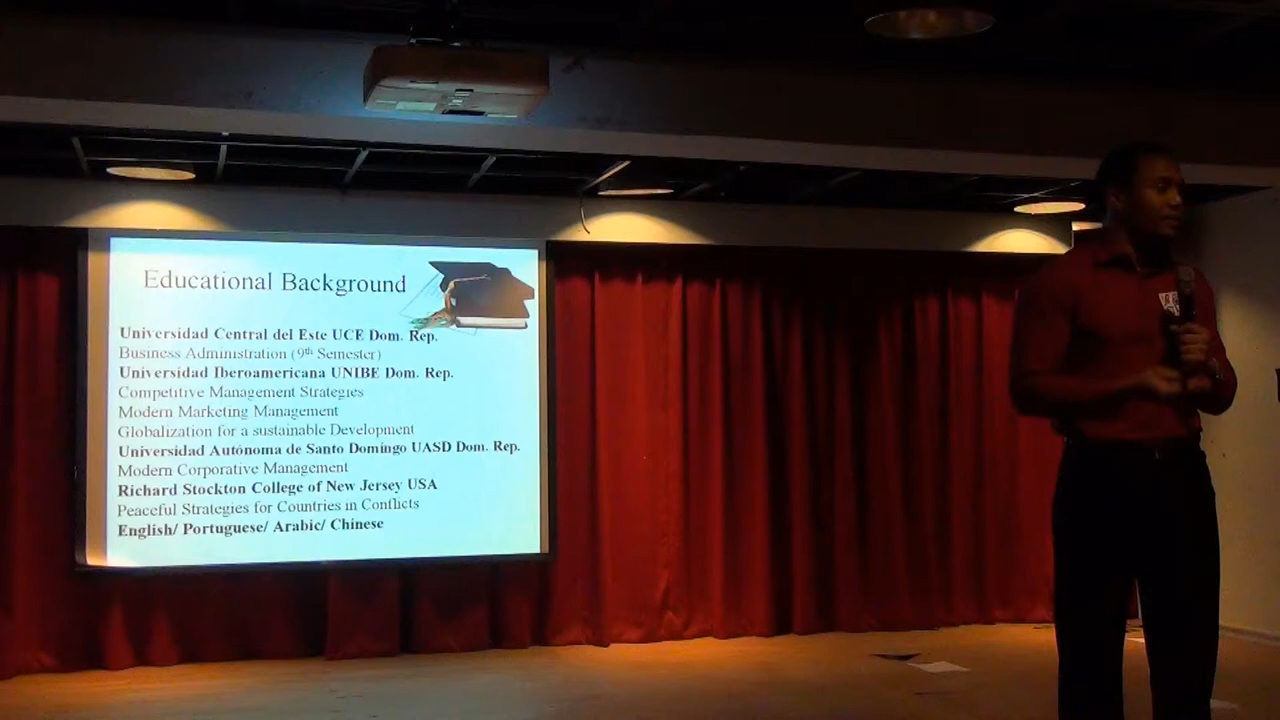 Educational Background
Universidad Central del Este UCE Dom. Rep.
Business Administration (9th Semester)
Universidad Iberoamericana UNIBE Dom. Rep.
Competitive Management Strategies
Modern Marketing Management
Globalization for a sustainable Development
Universidad Autónoma de Santo Domingo UASD Dom. Rep.
Modern Corporative Management
Richard Stockton College of New Jersey USA
Peaceful Strategies for Countries in Conflicts
English/ Portuguese/ Arabic/ Chinese